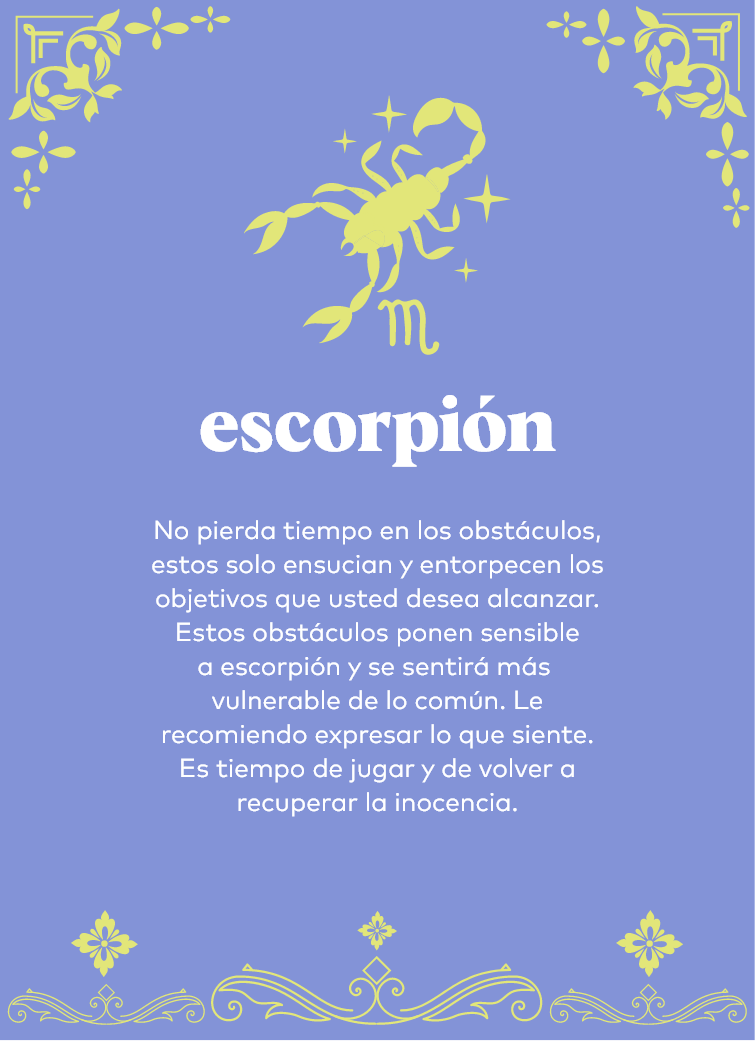 escorpión
No pierda tiempo en los obstáculos,
estos solo ensucian y entorpecen los
objetivos que usted desea alcanzar.
Estos obstáculos ponen sensible
a escorpión y se sentirá más
vulnerable de lo común. Le
recomiendo expresar lo que siente.
Es tiempo de jugar y de volver a
recuperar la inocencia.